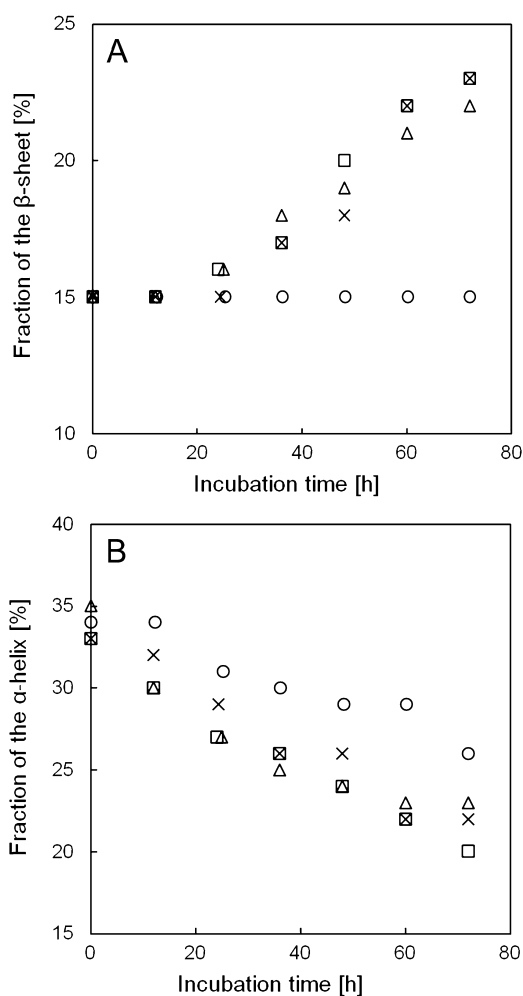 A
Fraction of the β-sheet [%]
25
20
15
10
0 20 40 60 80
Incubation time [h]
B
Fraction of the α-helix [%]
40
35
30
25
20
15
0 20 40 60 80
Incubation time [h]